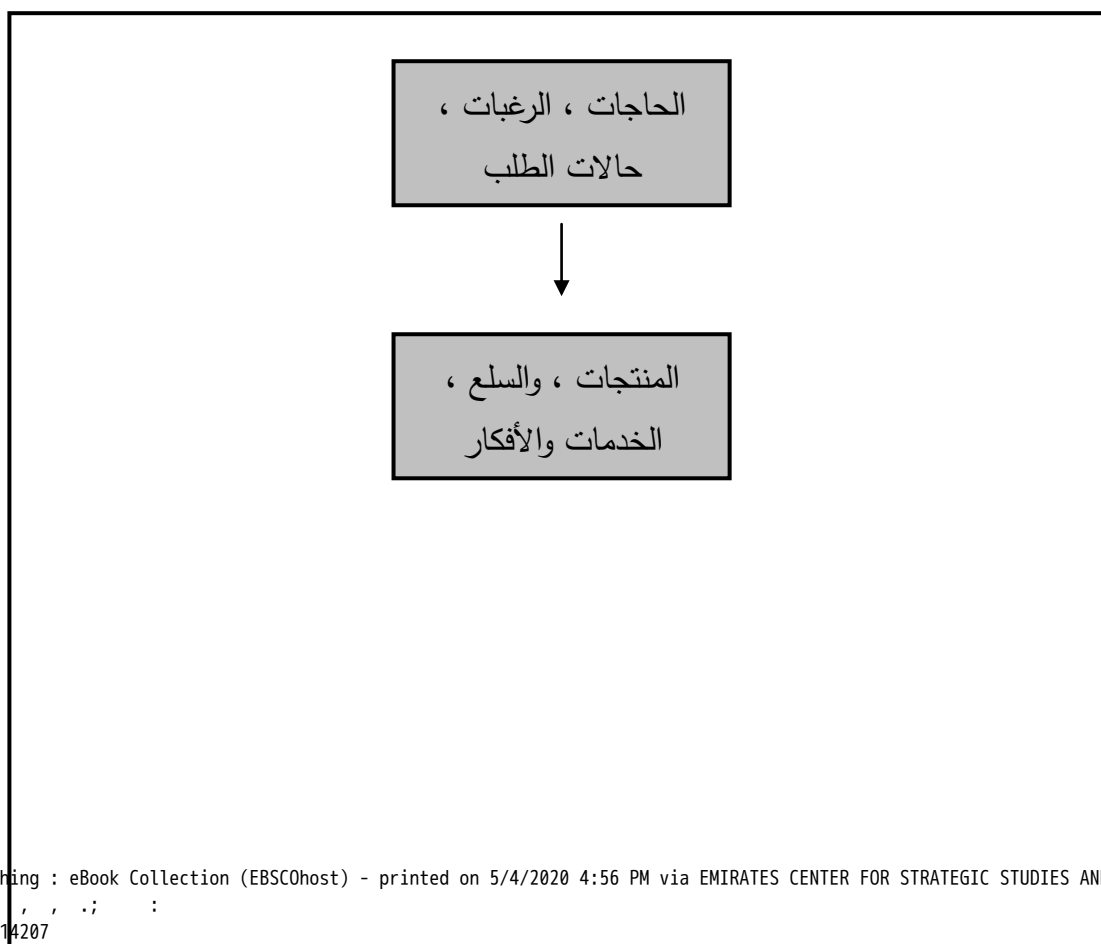 الحاجات ، الرغبات ،
حالات الطلب
المنتجات ، والسلع ،
الخدمات والأفكار
hing : eBook Collection (EBSCOhost) - printed on 5/4/2020 4:56 PM via EMIRATES CENTER FOR STRATEGIC STUDIES AN
, , .; :
14207